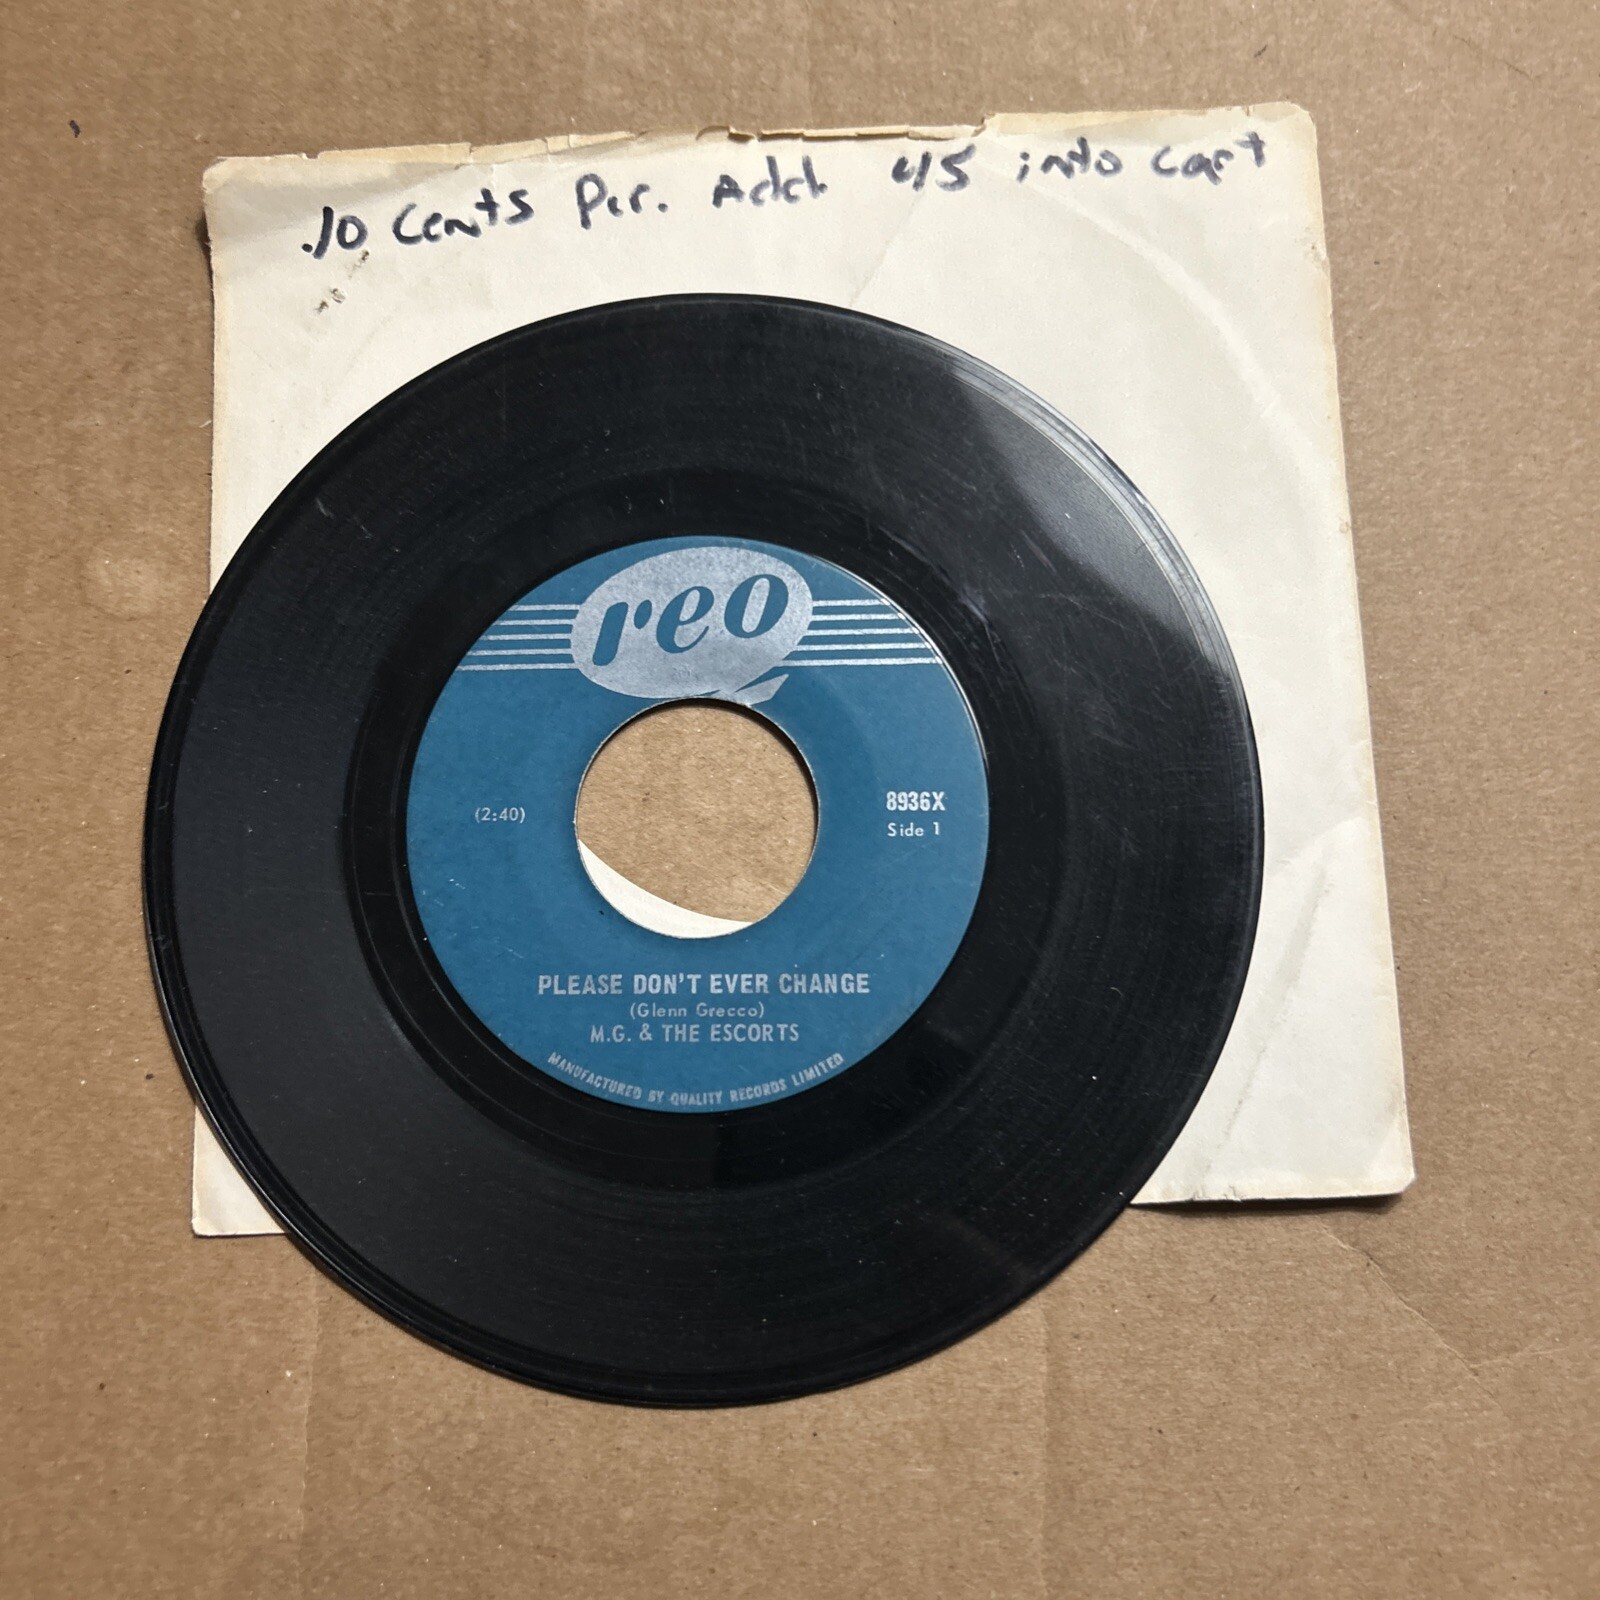 .10 Cents Per. Add 45 into Cart
reo
(2:40)
8936X
Side 1
PLEASE DON'T EVER CHANGE
(Glenn Grecco)
M.G. & THE ESCORTS
MANUFACTURED BY QUALITY RECORDS LIMITED